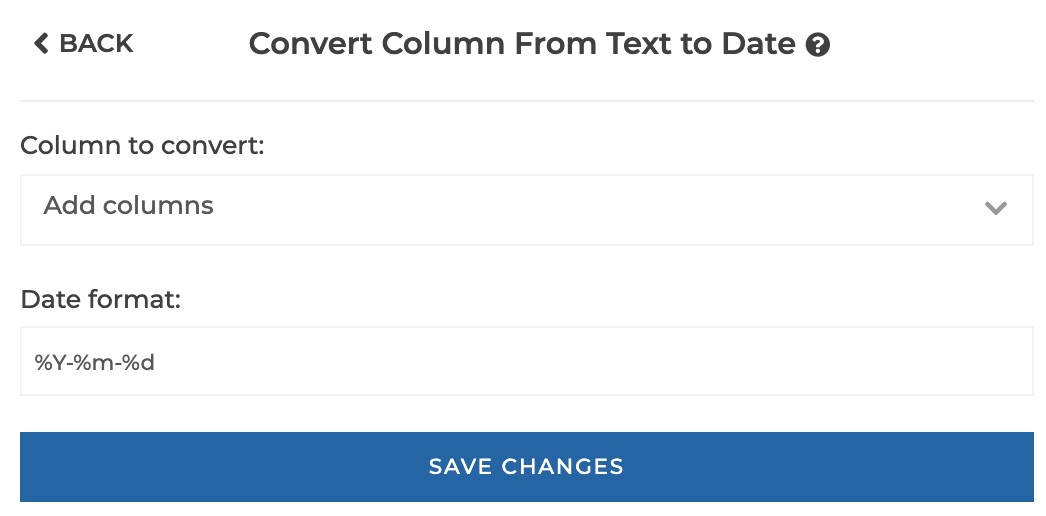 BACK
Convert Column From Text to Date
Column to convert:
Add columns
Date format:
%Y-%m-%d
SAVE CHANGES